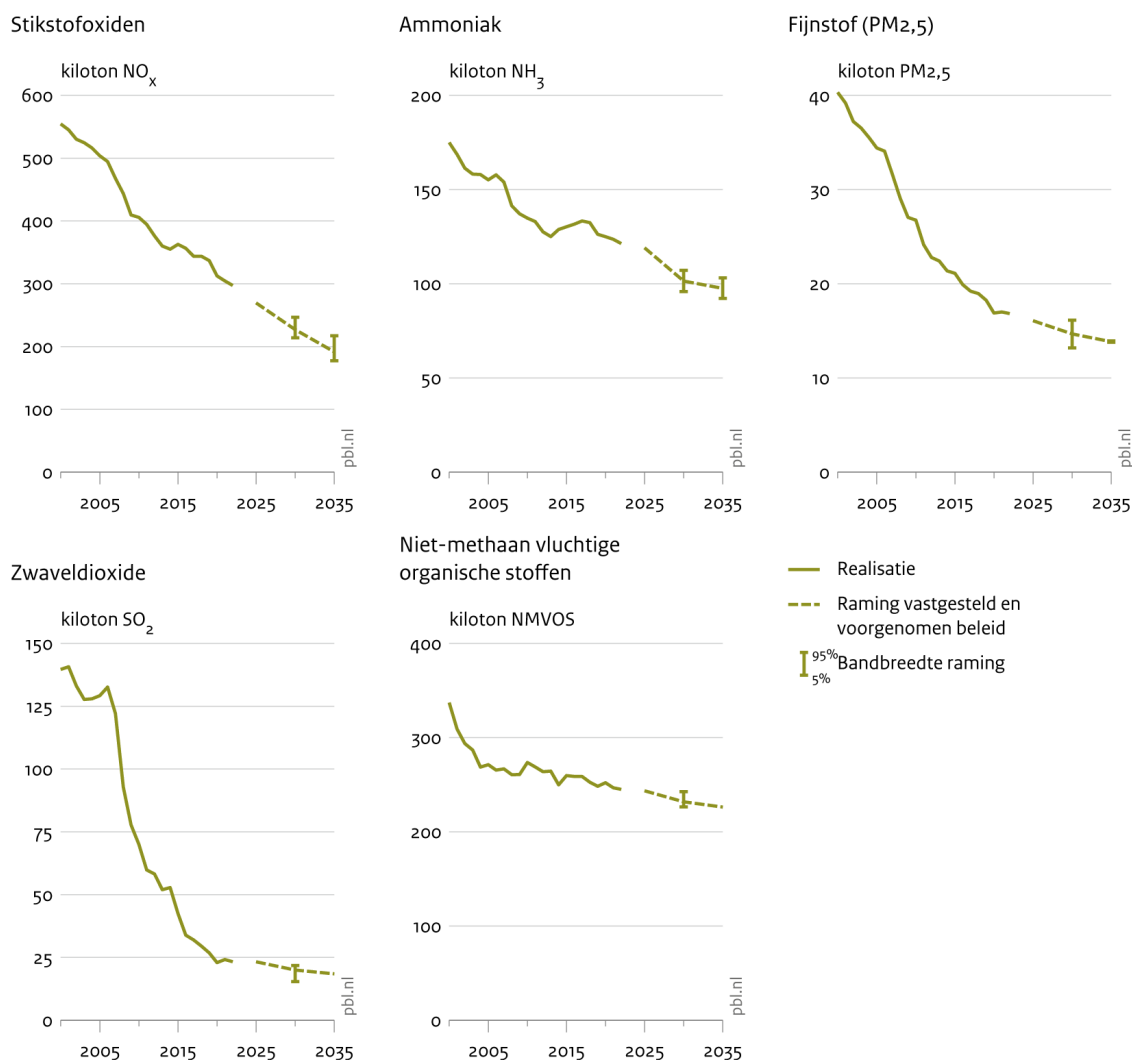 Stikstofoxiden
kiloton NOx
600
500
400
300
200
100
0
2005 2015 2025 2035
pbl.nl
Ammoniak
kiloton NH3
200
150
100
50
0
2005 2015 2025 2035
pbl.nl
Fijnstof (PM2,5)
kiloton PM2,5
40
30
20
10
0
2005 2015 2025 2035
pbl.nl
Zwaveldioxide
kiloton SO2
150
125
100
75
50
25
0
2005 2015 2025 2035
pbl.nl
Niet-methaan vluchtige
organische stoffen
kiloton NMVOS
400
300
200
100
0
2005 2015 2025 2035
pbl.nl
Realisatie
Raming vastgesteld en
voorgenomen beleid
95%
5%
Bandbreedte raming